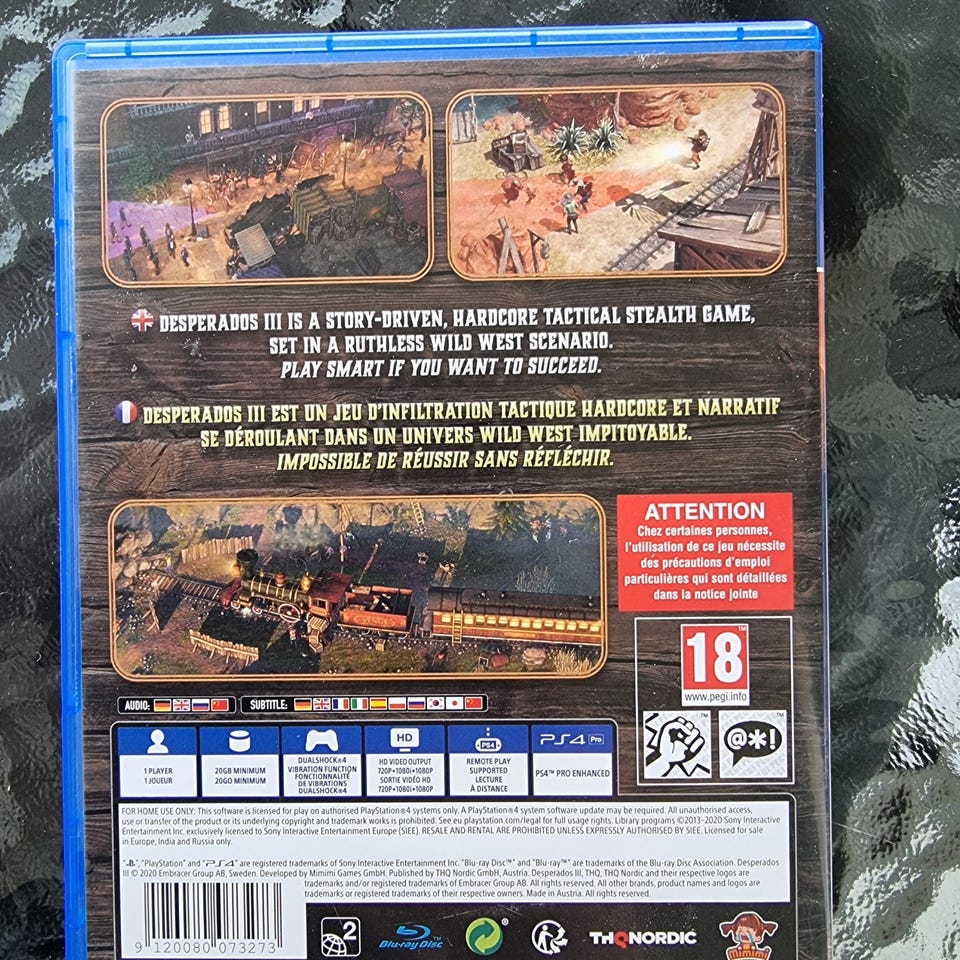 DESPERADOS III IS A STORY-DRIVEN, HARDCORE TACTICAL STEALTH GAME,
SET IN A RUTHLESS WILD WEST SCENARIO.
PLAY SMART IF YOU WANT TO SUCCEED.
DESPERADOS III EST UN JEU D'INFILTRATION TACTIQUE HARDCORE ET NARRATIF
SE DÉROULANT DANS UN UNIVERS WILD WEST IMPITOYABLE.
IMPOSSIBLE DE RÉUSSIR SANS RÉFLÉCHIR.
ATTENTION
Chez certaines personnes,
l'utilisation de ce jeu nécessite
des précautions d'emploi
particulières qui sont détaillées
dans la notice jointe
18™
www.pegi.info
@*!
AUDIO: SUBTITLE:
1 PLAYER
1 JOUEUR
20GB MINIMUM
20GO MINIMUM
DUALSHOCK®4
VIBRATION FUNCTION
FONCTIONNALITÉ
DE VIBRATIONS
DUALSHOCK®4
HD
HD VIDEO OUTPUT
720P•1080i•1080P
SORTIE VIDÉO HD
720P•1080i•1080P
PS4
REMOTE PLAY
SUPPORTED
LECTURE
À DISTANCE
PS4 Pro
PS4™ PRO ENHANCED
FOR HOME USE ONLY: This software is licensed for play on authorised PlayStation®4 systems only. A PlayStation®4 system software update may be required. All unauthorised access,
use or transfer of the product or its underlying copyright and trademark works is prohibited. See eu.playstation.com/legal for full usage rights. Library programs ©2013-2020 Sony Interactive
Entertainment Inc. exclusively licensed to Sony Interactive Entertainment Europe (SIEE). RESALE AND RENTAL ARE PROHIBITED UNLESS EXPRESSLY AUTHORISED BY SIEE. Licensed for sale
in Europe, India and Russia only.
"PlayStation" and "PS4" are registered trademarks of Sony Interactive Entertainment Inc. "Blu-ray Disc™" and "Blu-ray™" are trademarks of the Blu-ray Disc Association. Desperados
III © 2020 Embracer Group AB, Sweden. Developed by Mimimi Games GmbH. Published by THQ Nordic GmbH, Austria. Desperados III, THQ, THQ Nordic and their respective logos are
trademarks and/or registered trademarks of Embracer Group AB. All rights reserved. All other brands, product names and logos are
trademarks or registered trademarks of their respective owners. Made in Austria. All rights reserved.
9 120080 073273
2
Blu-ray Disc™
THQNORDIC
mimimi